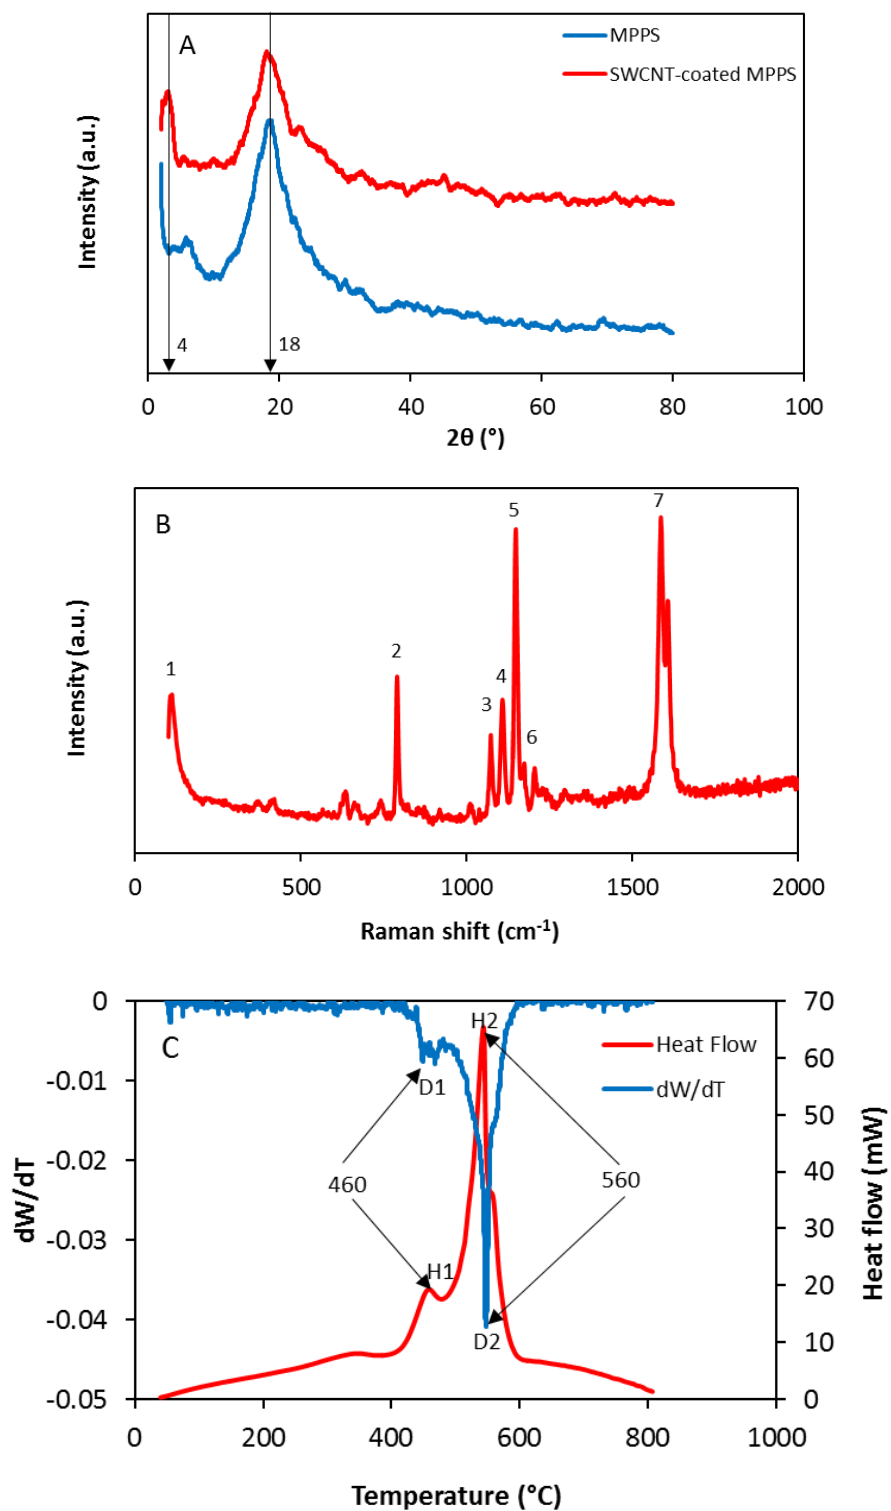 A
MPPS
SWCNT-coated MPPS
Intensity (a.u.)
4
18
0
20
40
60
80
100
2θ (°)
B
1
2
3
4
5
6
7
Intensity (a.u.)
0
500
1000
1500
2000
Raman shift (cm⁻¹)
C
0
-0.01
-0.02
-0.03
-0.04
-0.05
dW/dT
H2
Heat Flow
dW/dT
D1
460
560
H1
D2
70
60
50
40
30
20
10
0
Heat flow (mW)
0
200
400
600
800
1000
Temperature (°C)